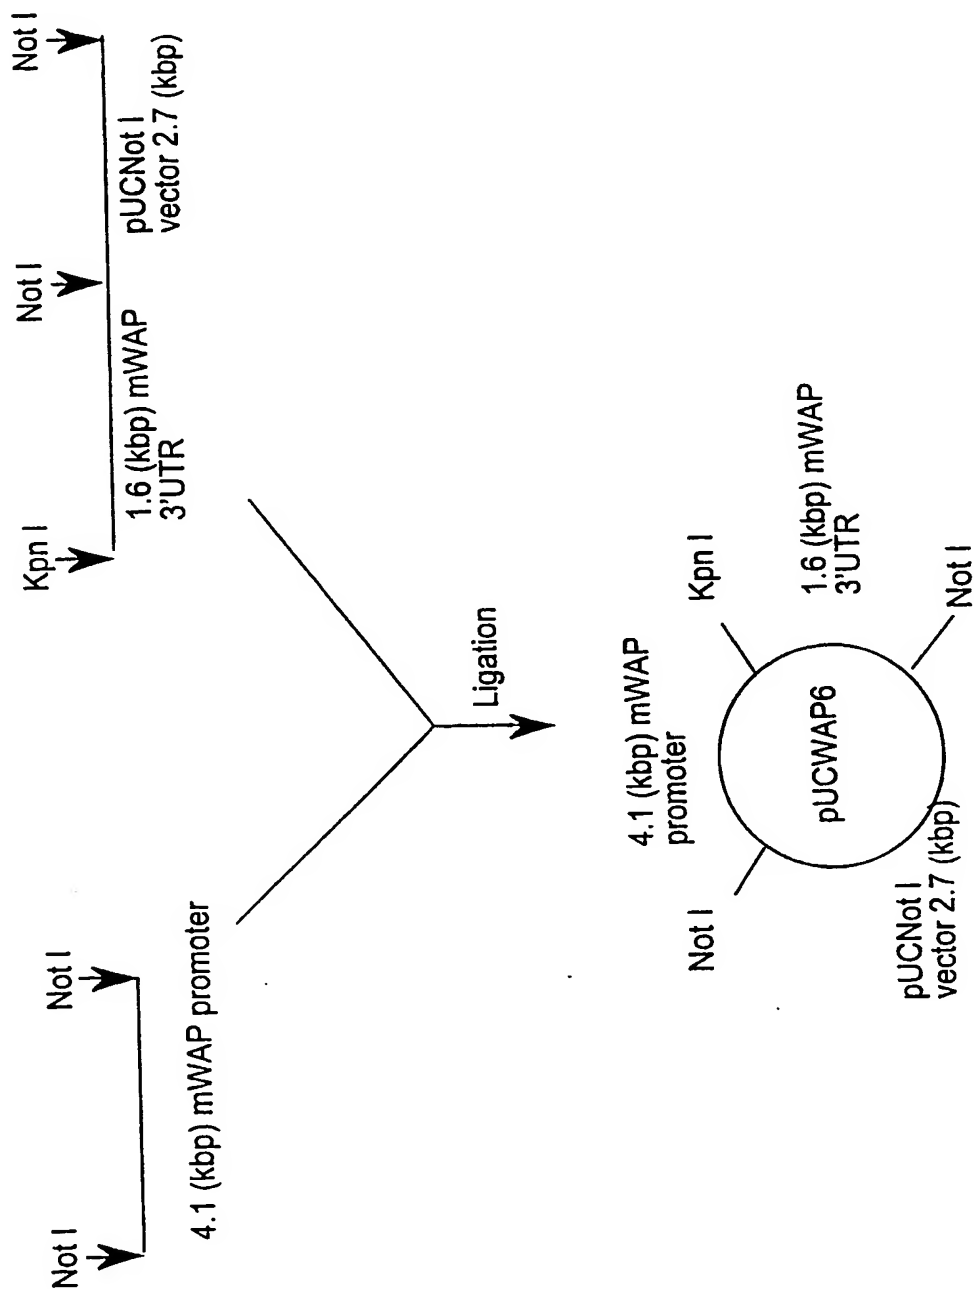 Not I
Not I
4.1 (kbp) mWAP promoter
Kpn I
Not I
Not I
1.6 (kbp) mWAP
3'UTR
pUCNot I
vector 2.7 (kbp)
Ligation
4.1 (kbp) mWAP
promoter
Not I
Kpn I
pUCWAP6
1.6 (kbp) mWAP
3'UTR
pUCNot I
vector 2.7 (kbp)
Not I